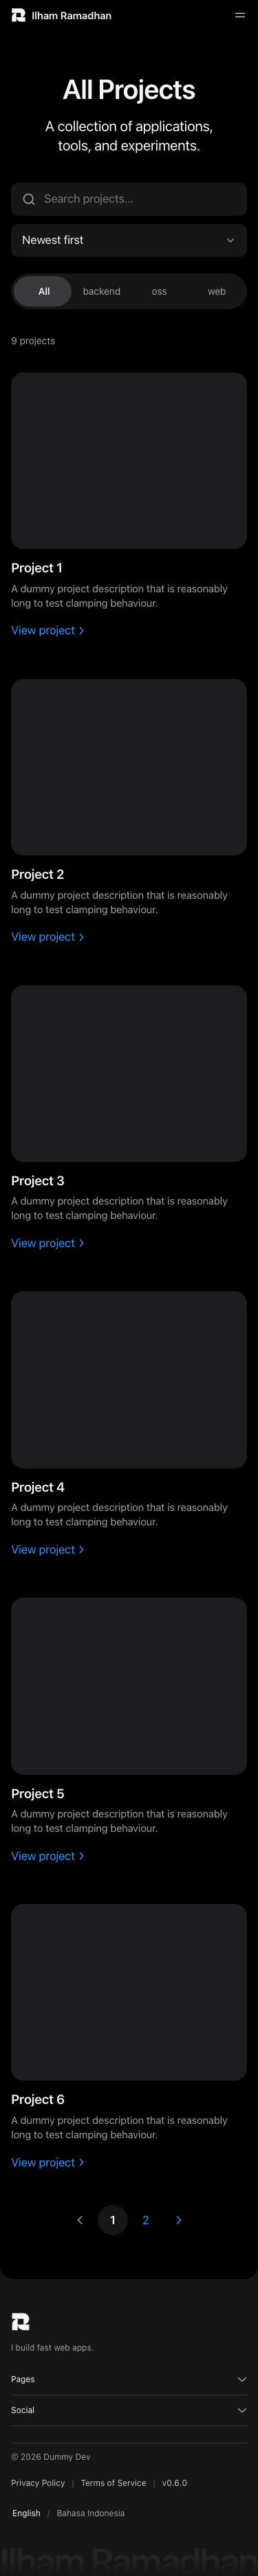 Ilham Ramadhan
All Projects
A collection of applications,
tools, and experiments.
Search projects...
Newest first
All backend oss web
9 projects
Project 1
A dummy project description that is reasonably
long to test clamping behaviour.
View project
Project 2
A dummy project description that is reasonably
long to test clamping behaviour.
View project
Project 3
A dummy project description that is reasonably
long to test clamping behaviour.
View project
Project 4
A dummy project description that is reasonably
long to test clamping behaviour.
View project
Project 5
A dummy project description that is reasonably
long to test clamping behaviour.
View project
Project 6
A dummy project description that is reasonably
long to test clamping behaviour.
View project
1 2
I build fast web apps.
Pages
Social
© 2026 Dummy Dev
Privacy Policy | Terms of Service | v0.6.0
English / Bahasa Indonesia
Ilham Ramadhan